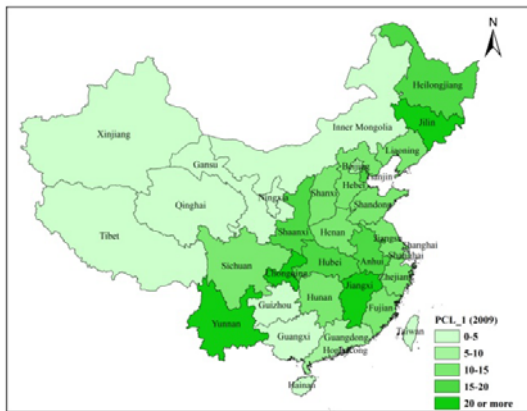 N
Heilongjiang
Jilin
Xinjiang
Inner Mongolia
Liaoning
Gansu
Beijing
Tianjin
Hebei
Ningxia
Shanxi
Shandong
Qinghai
Shaanxi
Henan
Jiangsu
Tibet
Shanghai
Shanghai
Sichuan
Hubei
Anhui
Chongqing
Zhejiang
Hunan
Jiangxi
Guizhou
Fujian
Yunnan
Guangxi
Guangdong
Taiwan
Hainan
PCL_1 (2009)
0-5
5-10
10-15
15-20
20 or more